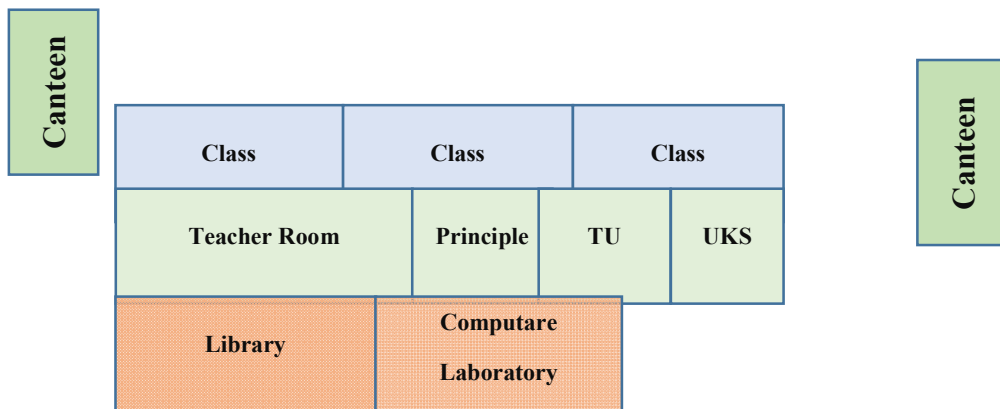 Canteen
Canteen
Class
Class
Class
Teacher Room
Principle
TU
UKS
Library
Computare
Laboratory